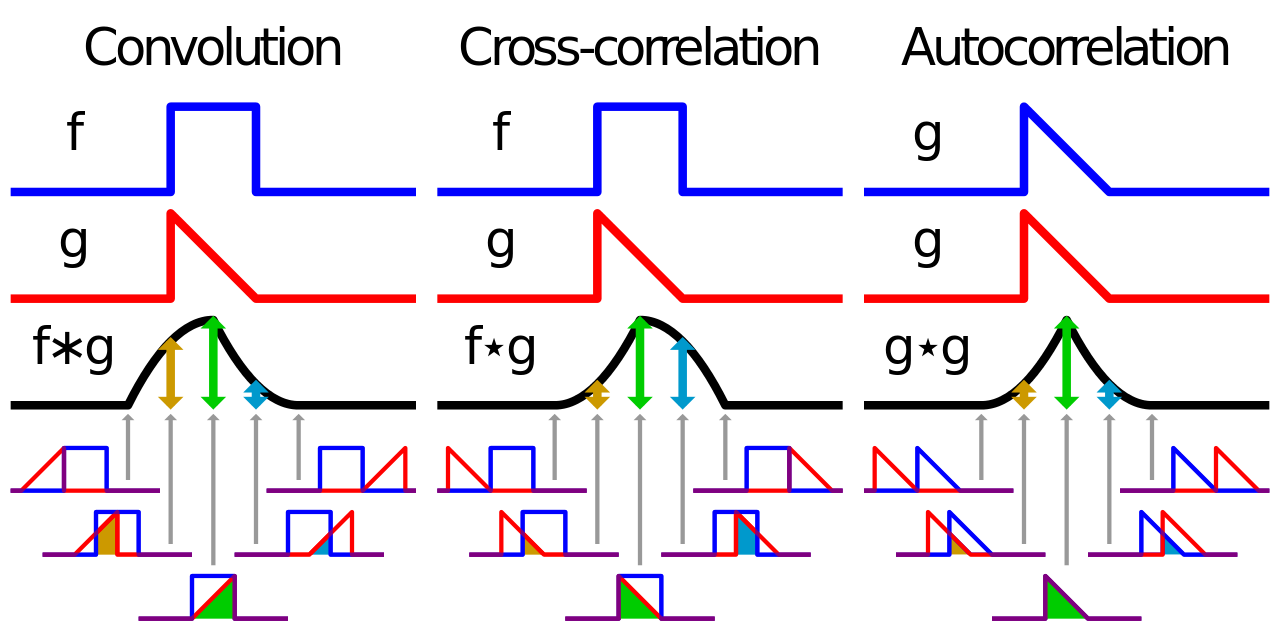 Convolution
Cross-correlation
Autocorrelation
f
f
g
g
g
g
f∗g
f⋆g
g⋆g